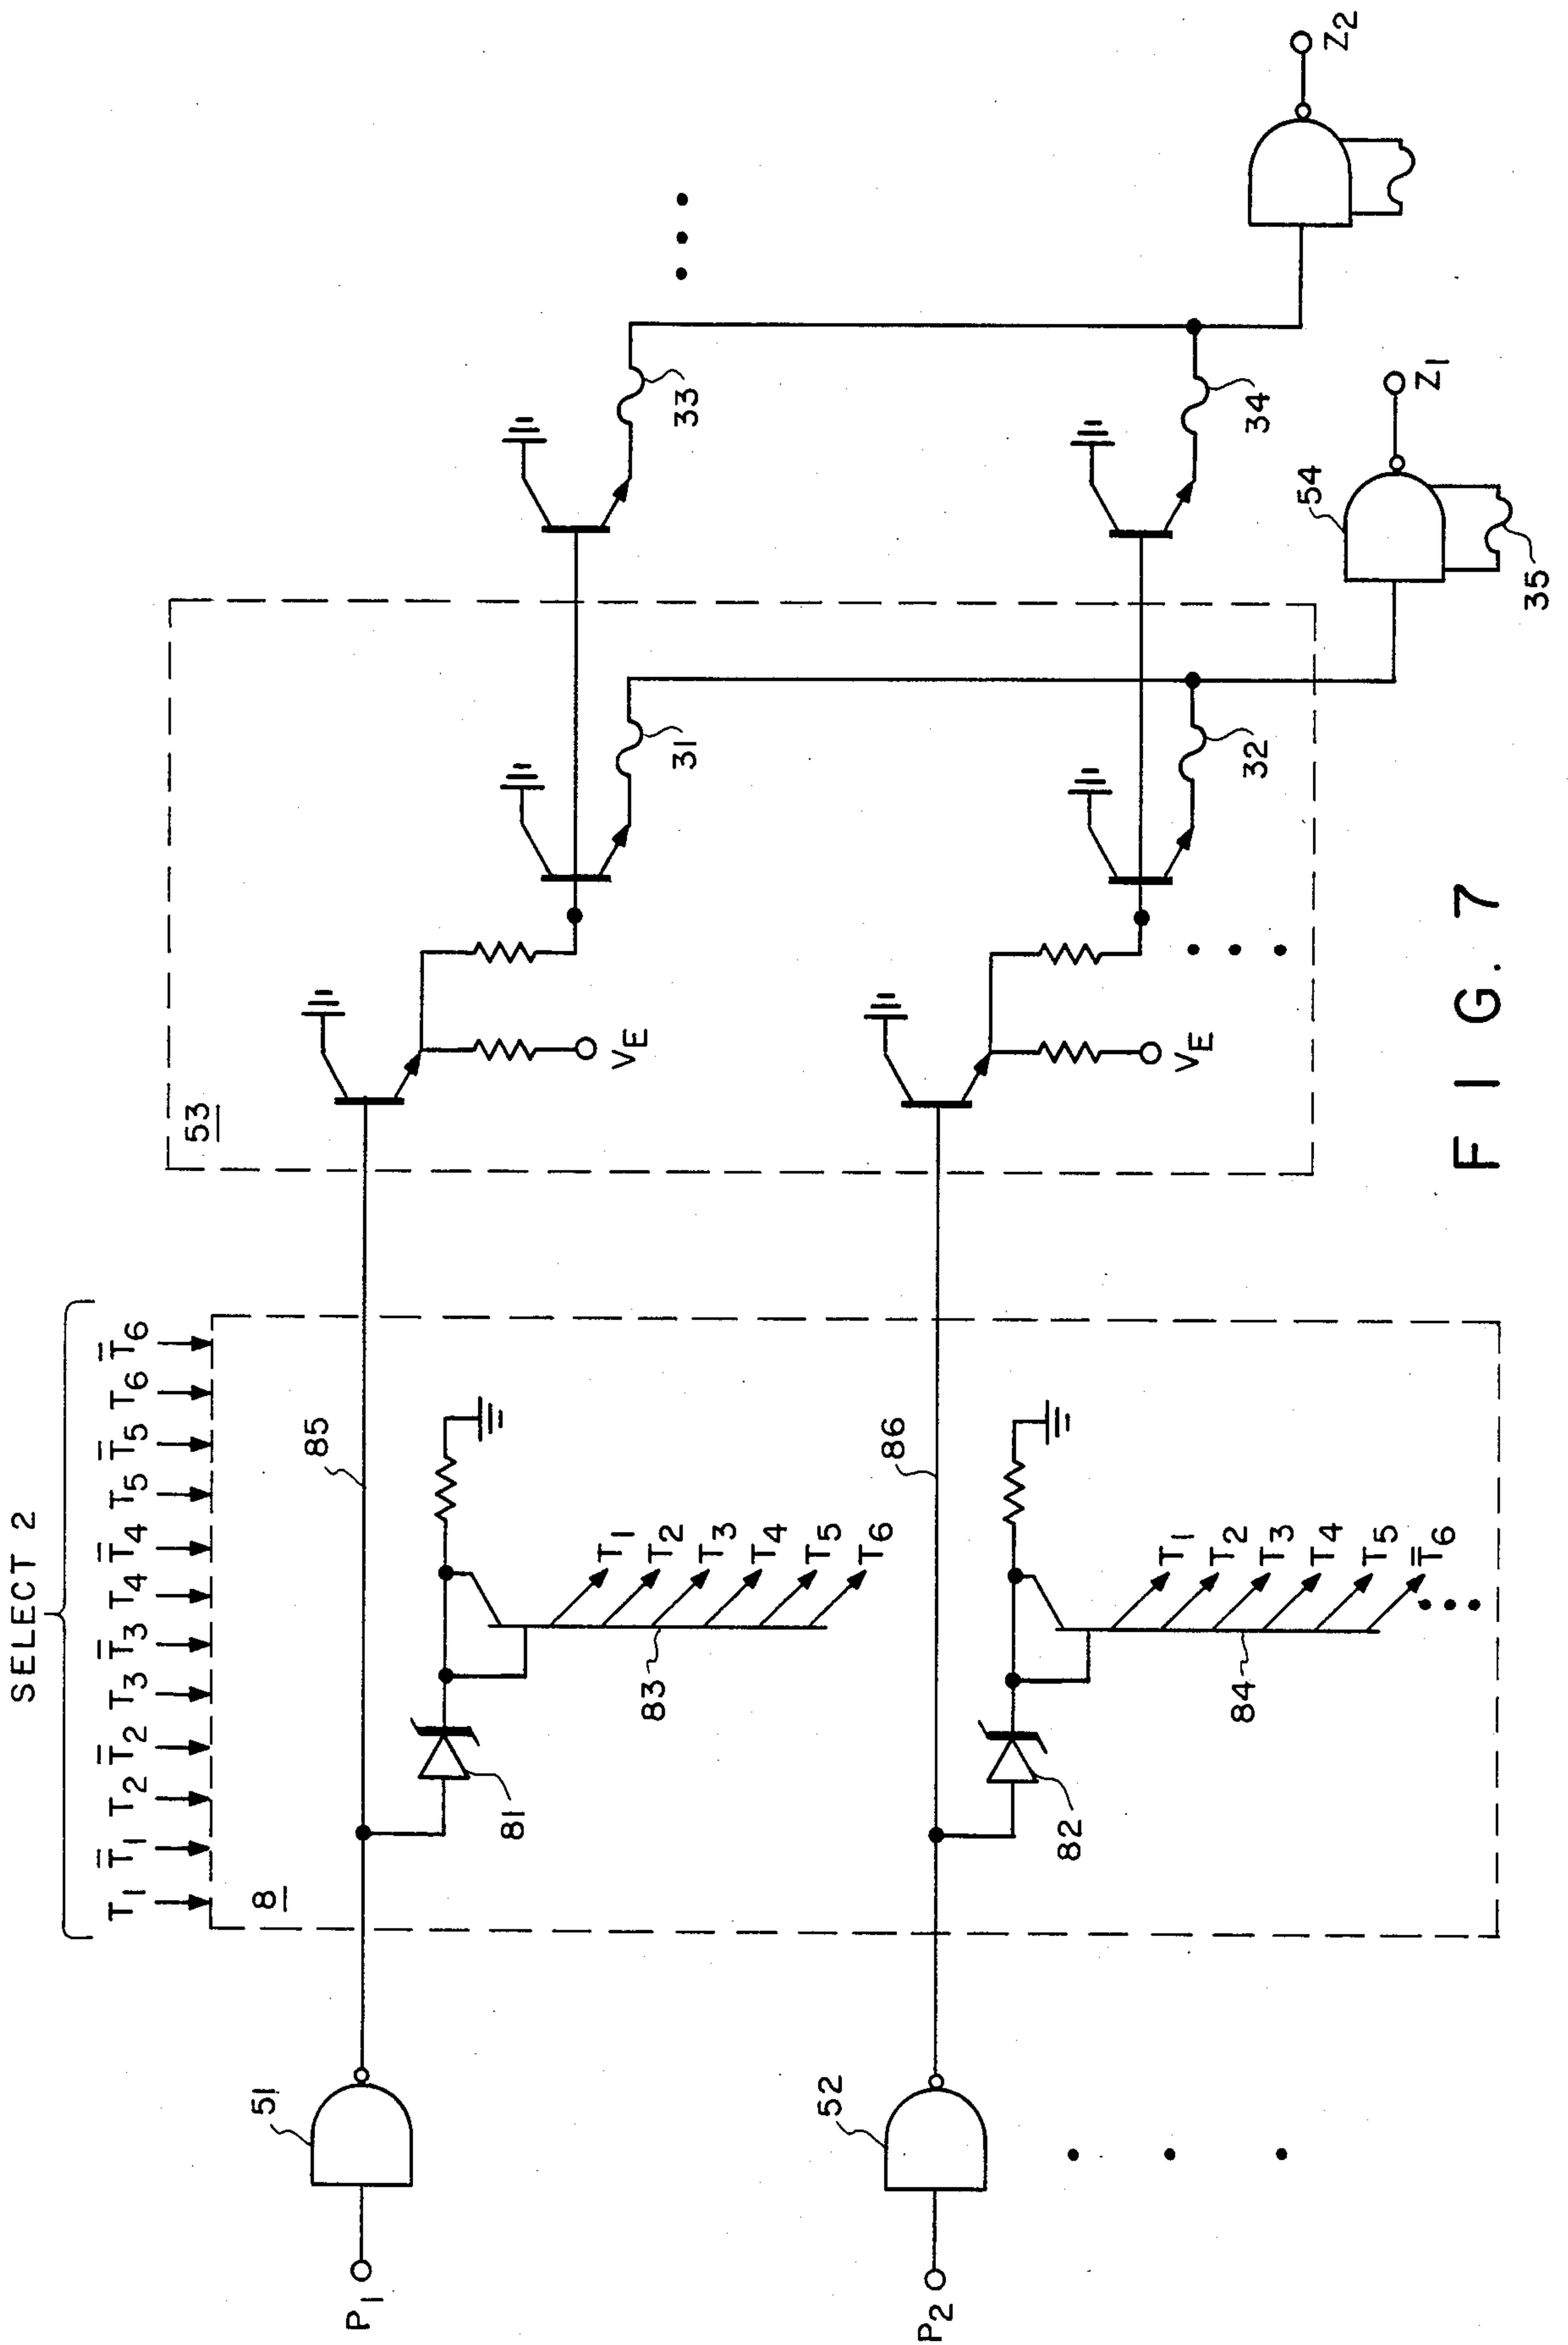 SELECT 2
T1 T̅1 T2 T̅2 T3 T̅3 T4 T̅4 T5 T̅5 T6 T̅6
8
53
51
P1
85
81
83
T1
T2
T3
T4
T5
T6
VE
31
33
52
P2
86
82
84
T1
T2
T3
T4
T5
T̅6
VE
32
34
54
35
Z1
Z2
FIG. 7